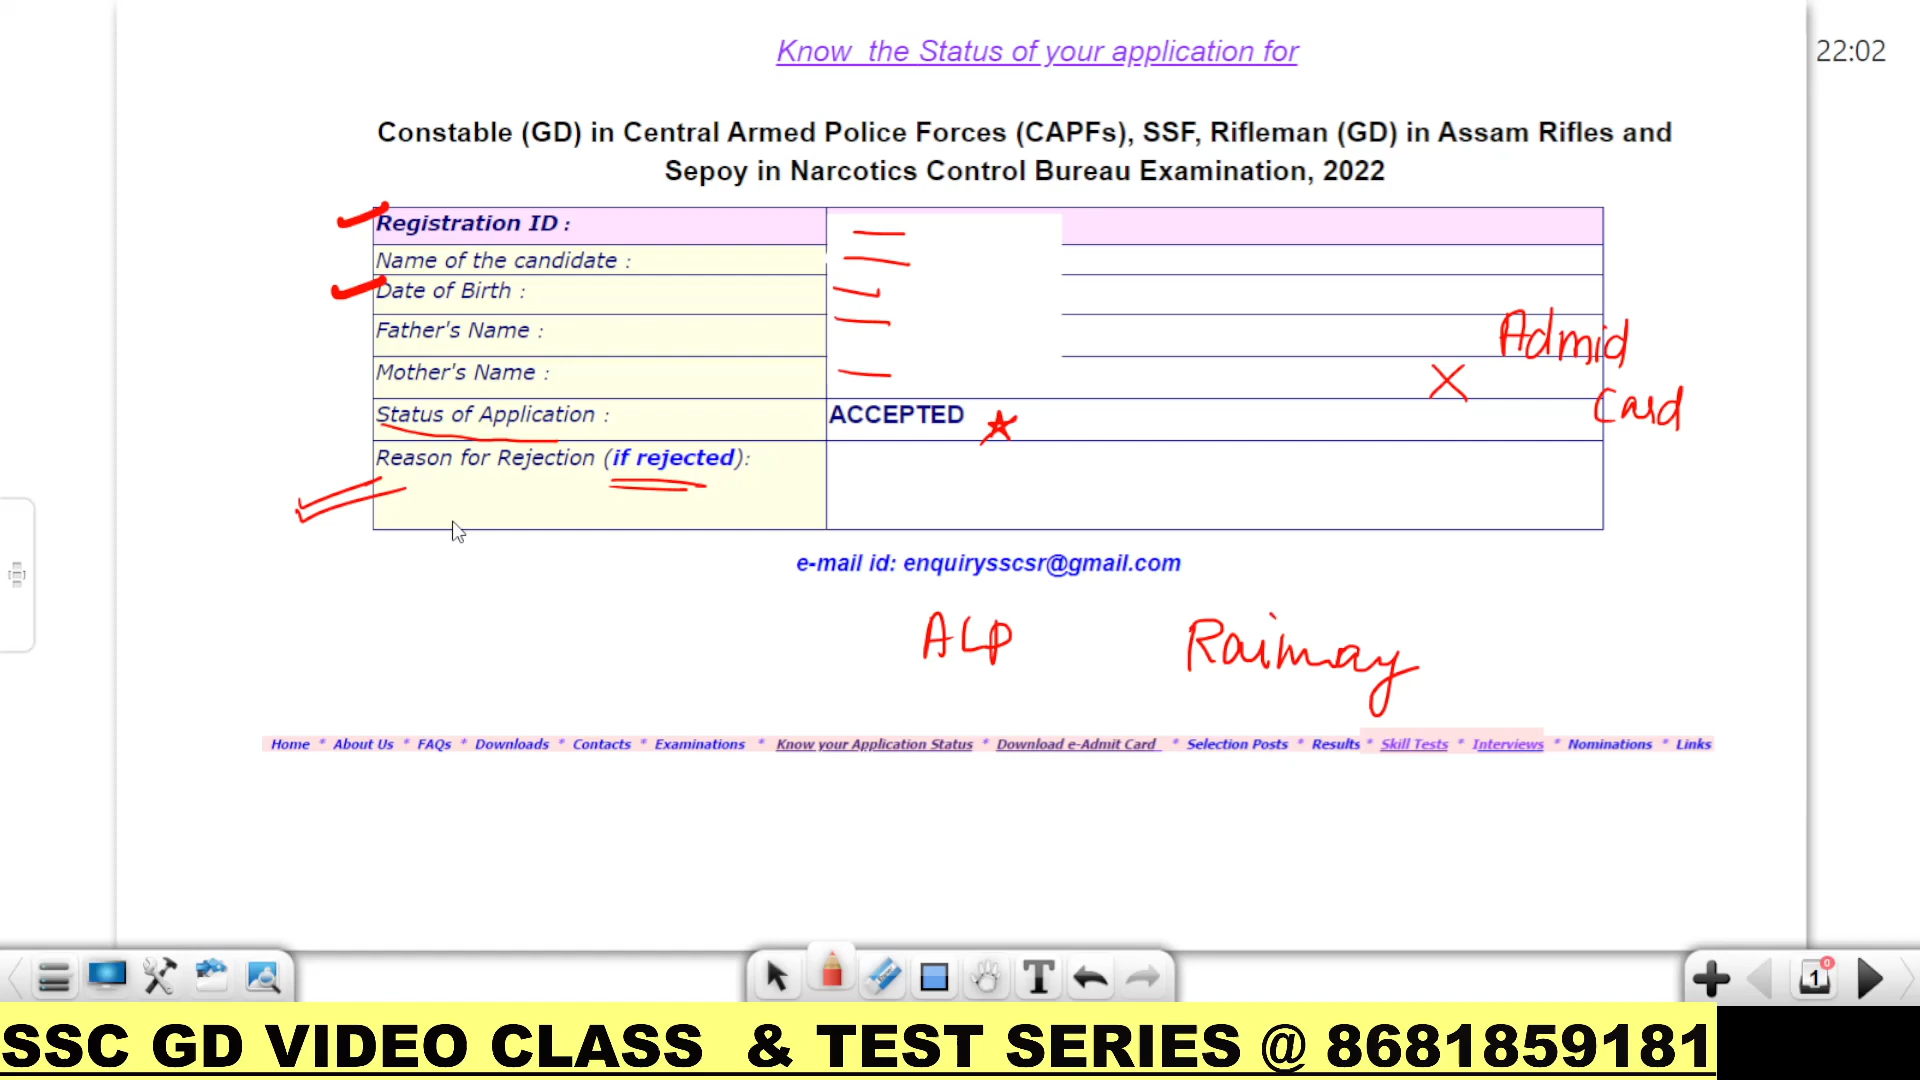 Know the Status of your application for
22:02
Constable (GD) in Central Armed Police Forces (CAPFs), SSF, Rifleman (GD) in Assam Rifles and
Sepoy in Narcotics Control Bureau Examination, 2022
Registration ID :
Name of the candidate :
Date of Birth :
Father's Name :
Mother's Name :
Admid
Card
Status of Application : ACCEPTED
Reason for Rejection (if rejected):
e-mail id: enquirysscsr@gmail.com
ALP
Home * About Us * FAQs * Downloads * Contacts * Examinations * Know your Application Status * Download e-Admit Card * Selection Posts * Results * Skill Tests * Interviews * Nominations * Links
T
1
0
SSC GD VIDEO CLASS & TEST SERIES @ 8681859181